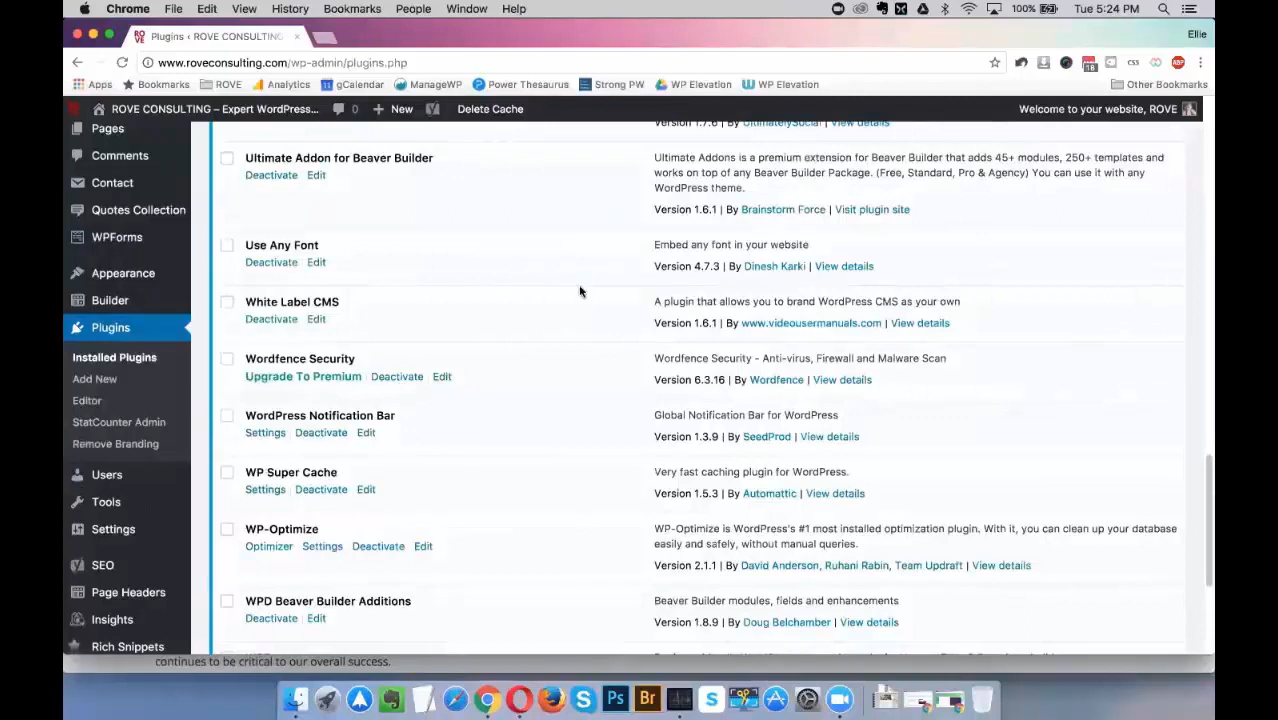 Chrome File Edit View History Bookmarks People Window Help 100% Tue 5:24 PM
Plugins ‹ ROVE CONSULTING × Ellie
www.roveconsulting.com/wp-admin/plugins.php
Apps Bookmarks ROVE Analytics gCalendar ManageWP Power Thesaurus Strong PW WP Elevation WP Elevation Other Bookmarks
ROVE CONSULTING – Expert WordPress... 0 New Delete Cache Welcome to your website, ROVE
Pages
Comments
Contact
Quotes Collection
WPForms
Appearance
Builder
Plugins
Installed Plugins
Add New
Editor
StatCounter Admin
Remove Branding
Users
Tools
Settings
SEO
Page Headers
Insights
Rich Snippets
Version 1.7.6 | By UltimatelySocial | View details
Ultimate Addon for Beaver Builder
Deactivate Edit
Ultimate Addons is a premium extension for Beaver Builder that adds 45+ modules, 250+ templates and
works on top of any Beaver Builder Package. (Free, Standard, Pro & Agency) You can use it with any
WordPress theme.
Version 1.6.1 | By Brainstorm Force | Visit plugin site
Use Any Font
Deactivate Edit
Embed any font in your website
Version 4.7.3 | By Dinesh Karki | View details
White Label CMS
Deactivate Edit
A plugin that allows you to brand WordPress CMS as your own
Version 1.6.1 | By www.videousermanuals.com | View details
Wordfence Security
Upgrade To Premium Deactivate Edit
Wordfence Security - Anti-virus, Firewall and Malware Scan
Version 6.3.16 | By Wordfence | View details
WordPress Notification Bar
Settings Deactivate Edit
Global Notification Bar for WordPress
Version 1.3.9 | By SeedProd | View details
WP Super Cache
Settings Deactivate Edit
Very fast caching plugin for WordPress.
Version 1.5.3 | By Automattic | View details
WP-Optimize
Optimizer Settings Deactivate Edit
WP-Optimize is WordPress's #1 most installed optimization plugin. With it, you can clean up your database
easily and safely, without manual queries.
Version 2.1.1 | By David Anderson, Ruhani Rabin, Team Updraft | View details
WPD Beaver Builder Additions
Deactivate Edit
Beaver Builder modules, fields and enhancements
Version 1.8.9 | By Doug Belchamber | View details
continues to be critical to our overall success.
Ps Br